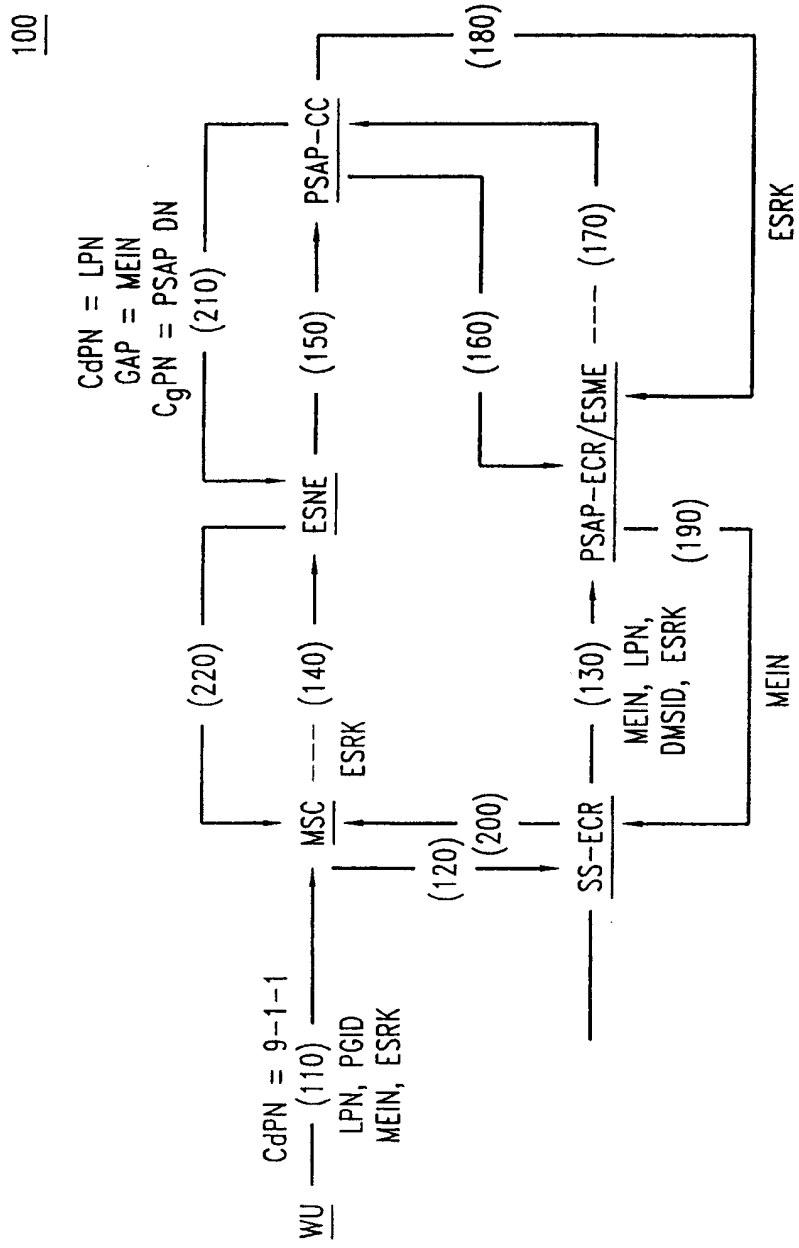 100
CdPN = LPN
GAP = MEIN
CgPN = PSAP DN
(210)
(220)
CdPN = 9-1-1
(110)
LPN, PGID
MEIN, ESRK
WU
MSC
(140)
ESRK
ESNE
(150)
PSAP-CC
(180)
(120)
(200)
(160)
SS-ECR
(130)
MEIN, LPN,
DMSID, ESRK
PSAP-ECR/ESME
(170)
(190)
MEIN
ESRK